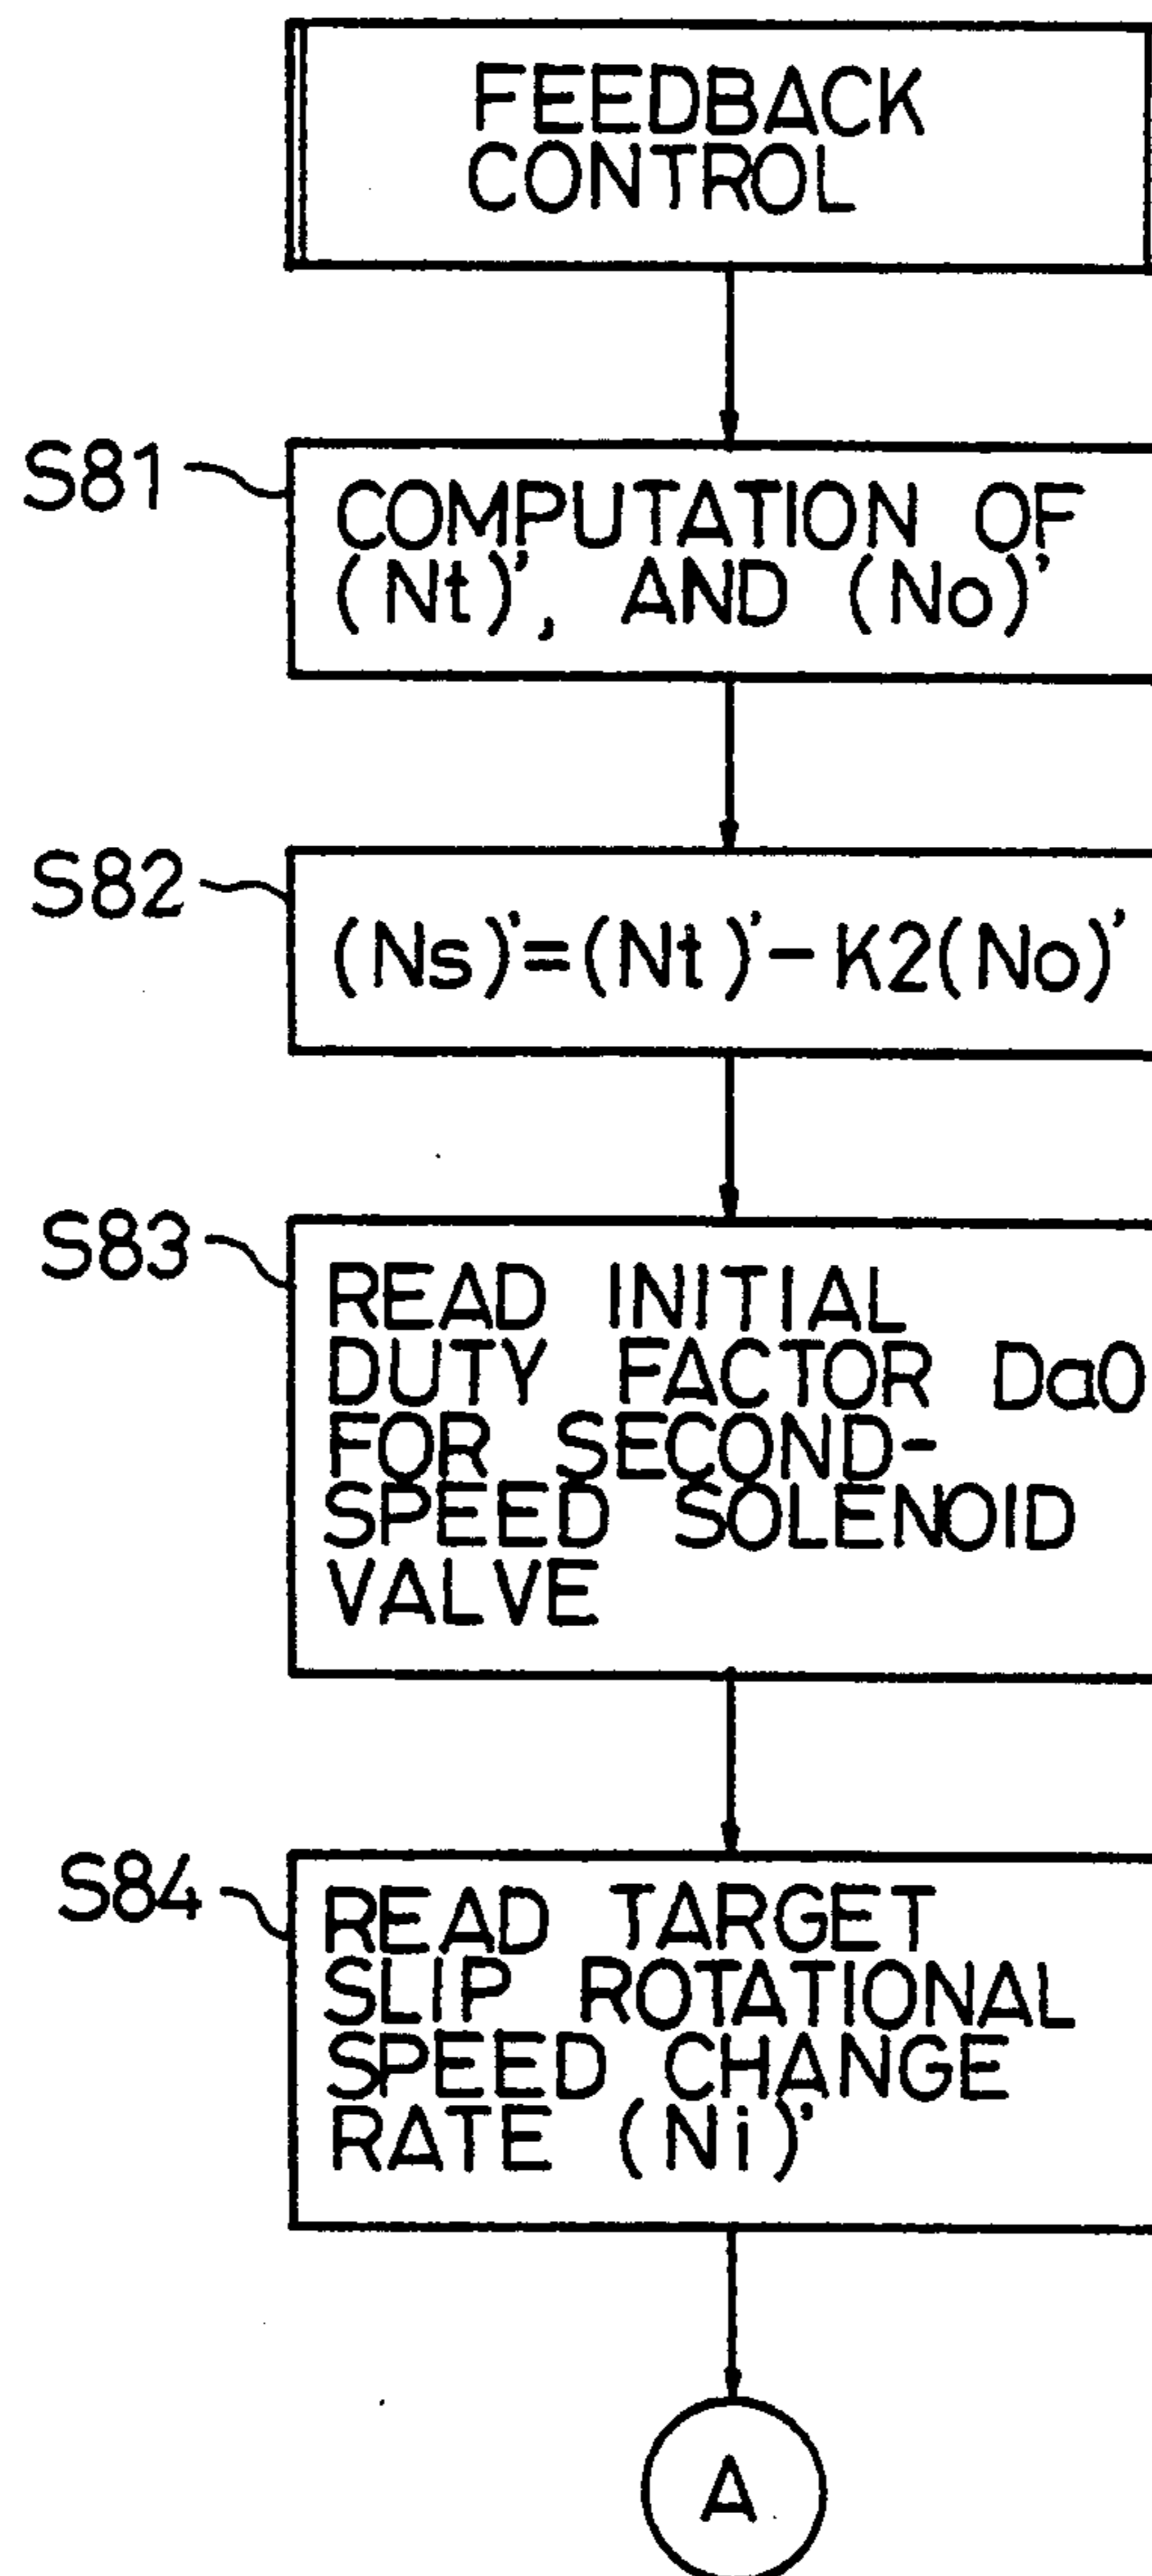 FEEDBACK
CONTROL
S81
COMPUTATION OF
(Nt)', AND (No)'
S82
(Ns)'=(Nt)'- K2(No)'
S83
READ INITIAL
DUTY FACTOR Da0
FOR SECOND-
SPEED SOLENOID
VALVE
S84
READ TARGET
SLIP ROTATIONAL
SPEED CHANGE
RATE (Ni)'
A